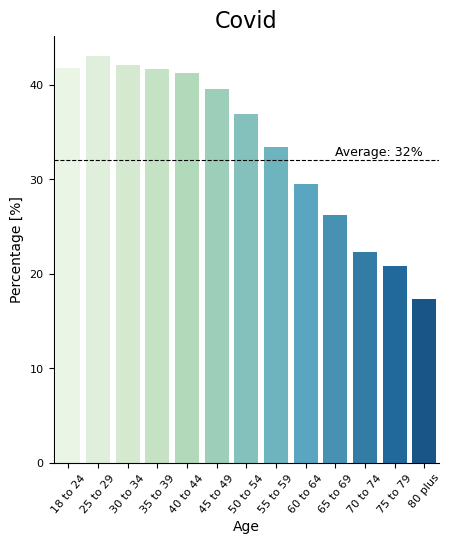 Covid
Percentage [%]
40
30
20
10
0
Average: 32%
18 to 24
25 to 29
30 to 34
35 to 39
40 to 44
45 to 49
50 to 54
55 to 59
60 to 64
65 to 69
70 to 74
75 to 79
80 plus
Age